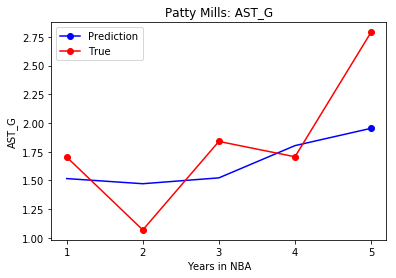 Patty Mills: AST_G
Prediction
True
2.75
2.50
2.25
2.00
1.75
1.50
1.25
1.00
AST_G
1 2 3 4 5
Years in NBA